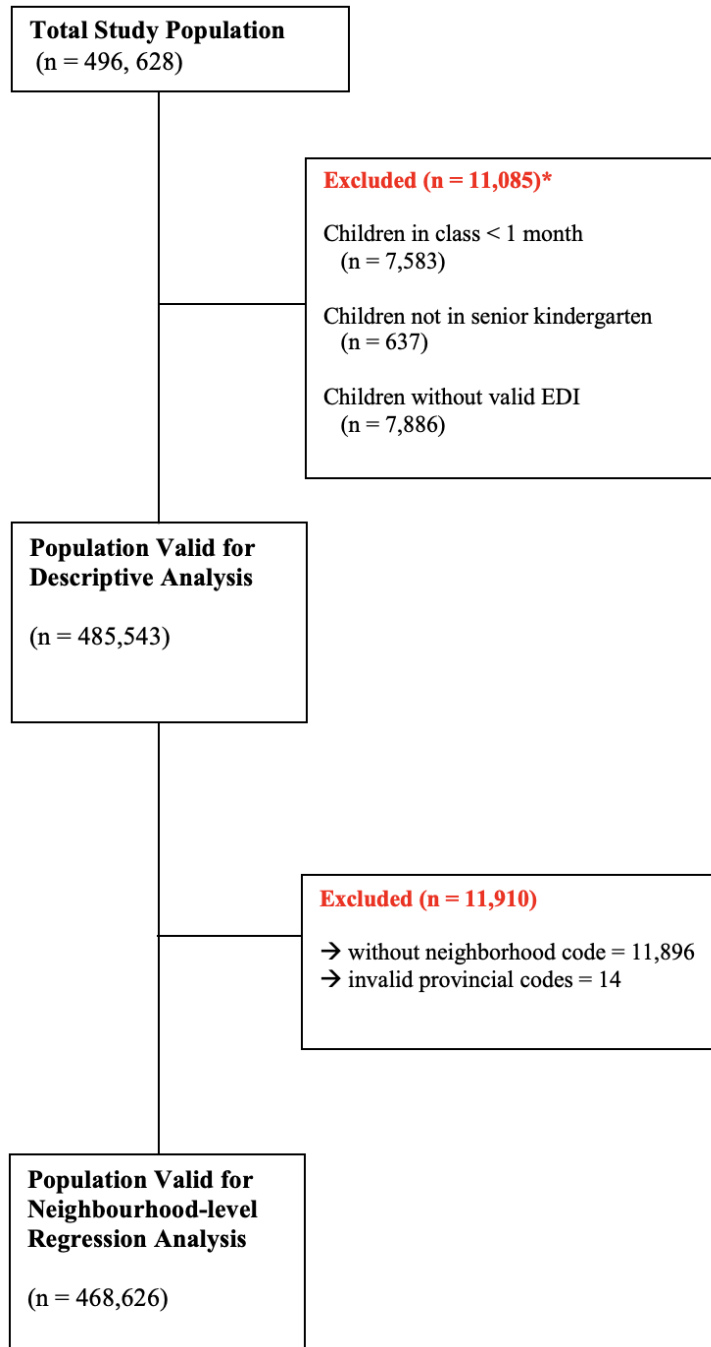 Total Study Population
(n = 496, 628)
Excluded (n = 11,085)*
Children in class < 1 month
(n = 7,583)
Children not in senior kindergarten
(n = 637)
Children without valid EDI
(n = 7,886)
Population Valid for
Descriptive Analysis
(n = 485,543)
Excluded (n = 11,910)
→ without neighborhood code = 11,896
→ invalid provincial codes = 14
Population Valid for
Neighbourhood-level
Regression Analysis
(n = 468,626)